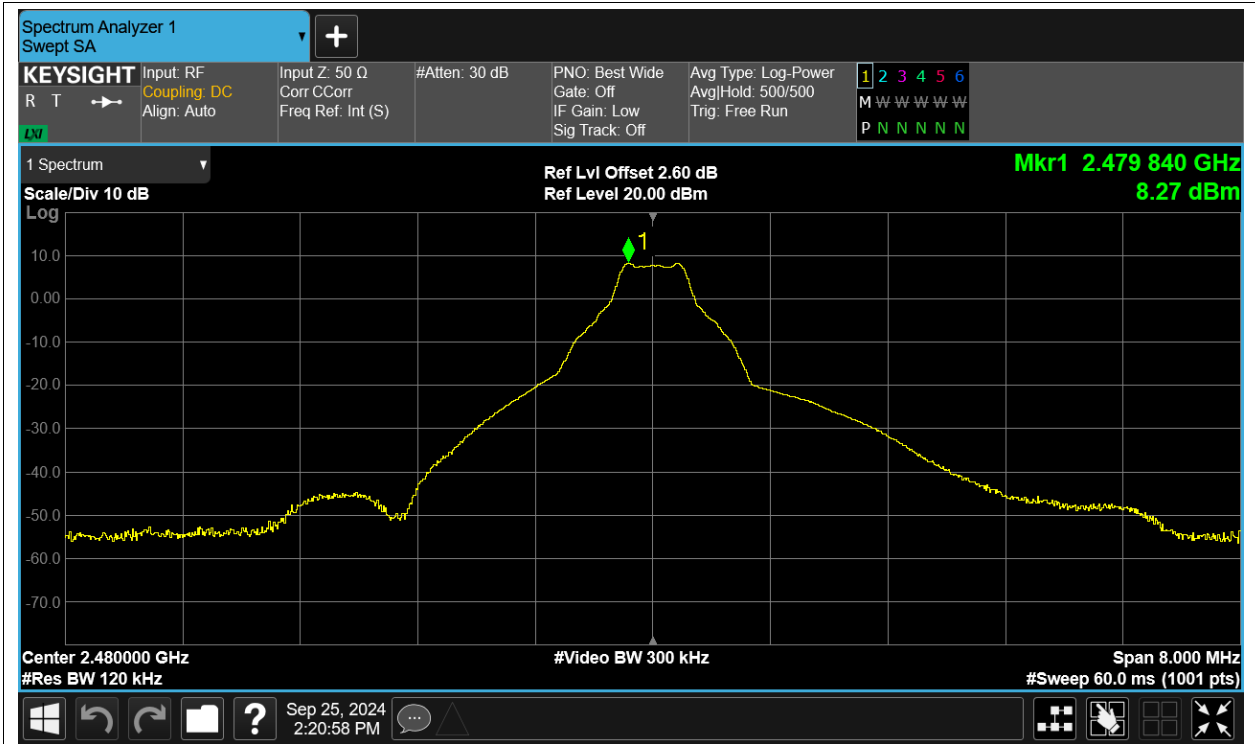 Spectrum Analyzer 1
Swept SA
+
KEYSIGHT
R T
LXI
Input: RF
Coupling: DC
Align: Auto
Input Z: 50 Ω
Corr CCorr
Freq Ref: Int (S)
#Atten: 30 dB
PNO: Best Wide
Gate: Off
IF Gain: Low
Sig Track: Off
Avg Type: Log-Power
Avg|Hold: 500/500
Trig: Free Run
1 2 3 4 5 6
M W W W W W
P N N N N N
1 Spectrum
Scale/Div 10 dB
Log
Ref Lvl Offset 2.60 dB
Ref Level 20.00 dBm
Mkr1 2.479 840 GHz
8.27 dBm
1
10.0
0.00
-10.0
-20.0
-30.0
-40.0
-50.0
-60.0
-70.0
Center 2.480000 GHz
#Res BW 120 kHz
#Video BW 300 kHz
Span 8.000 MHz
#Sweep 60.0 ms (1001 pts)
?
Sep 25, 2024
2:20:58 PM